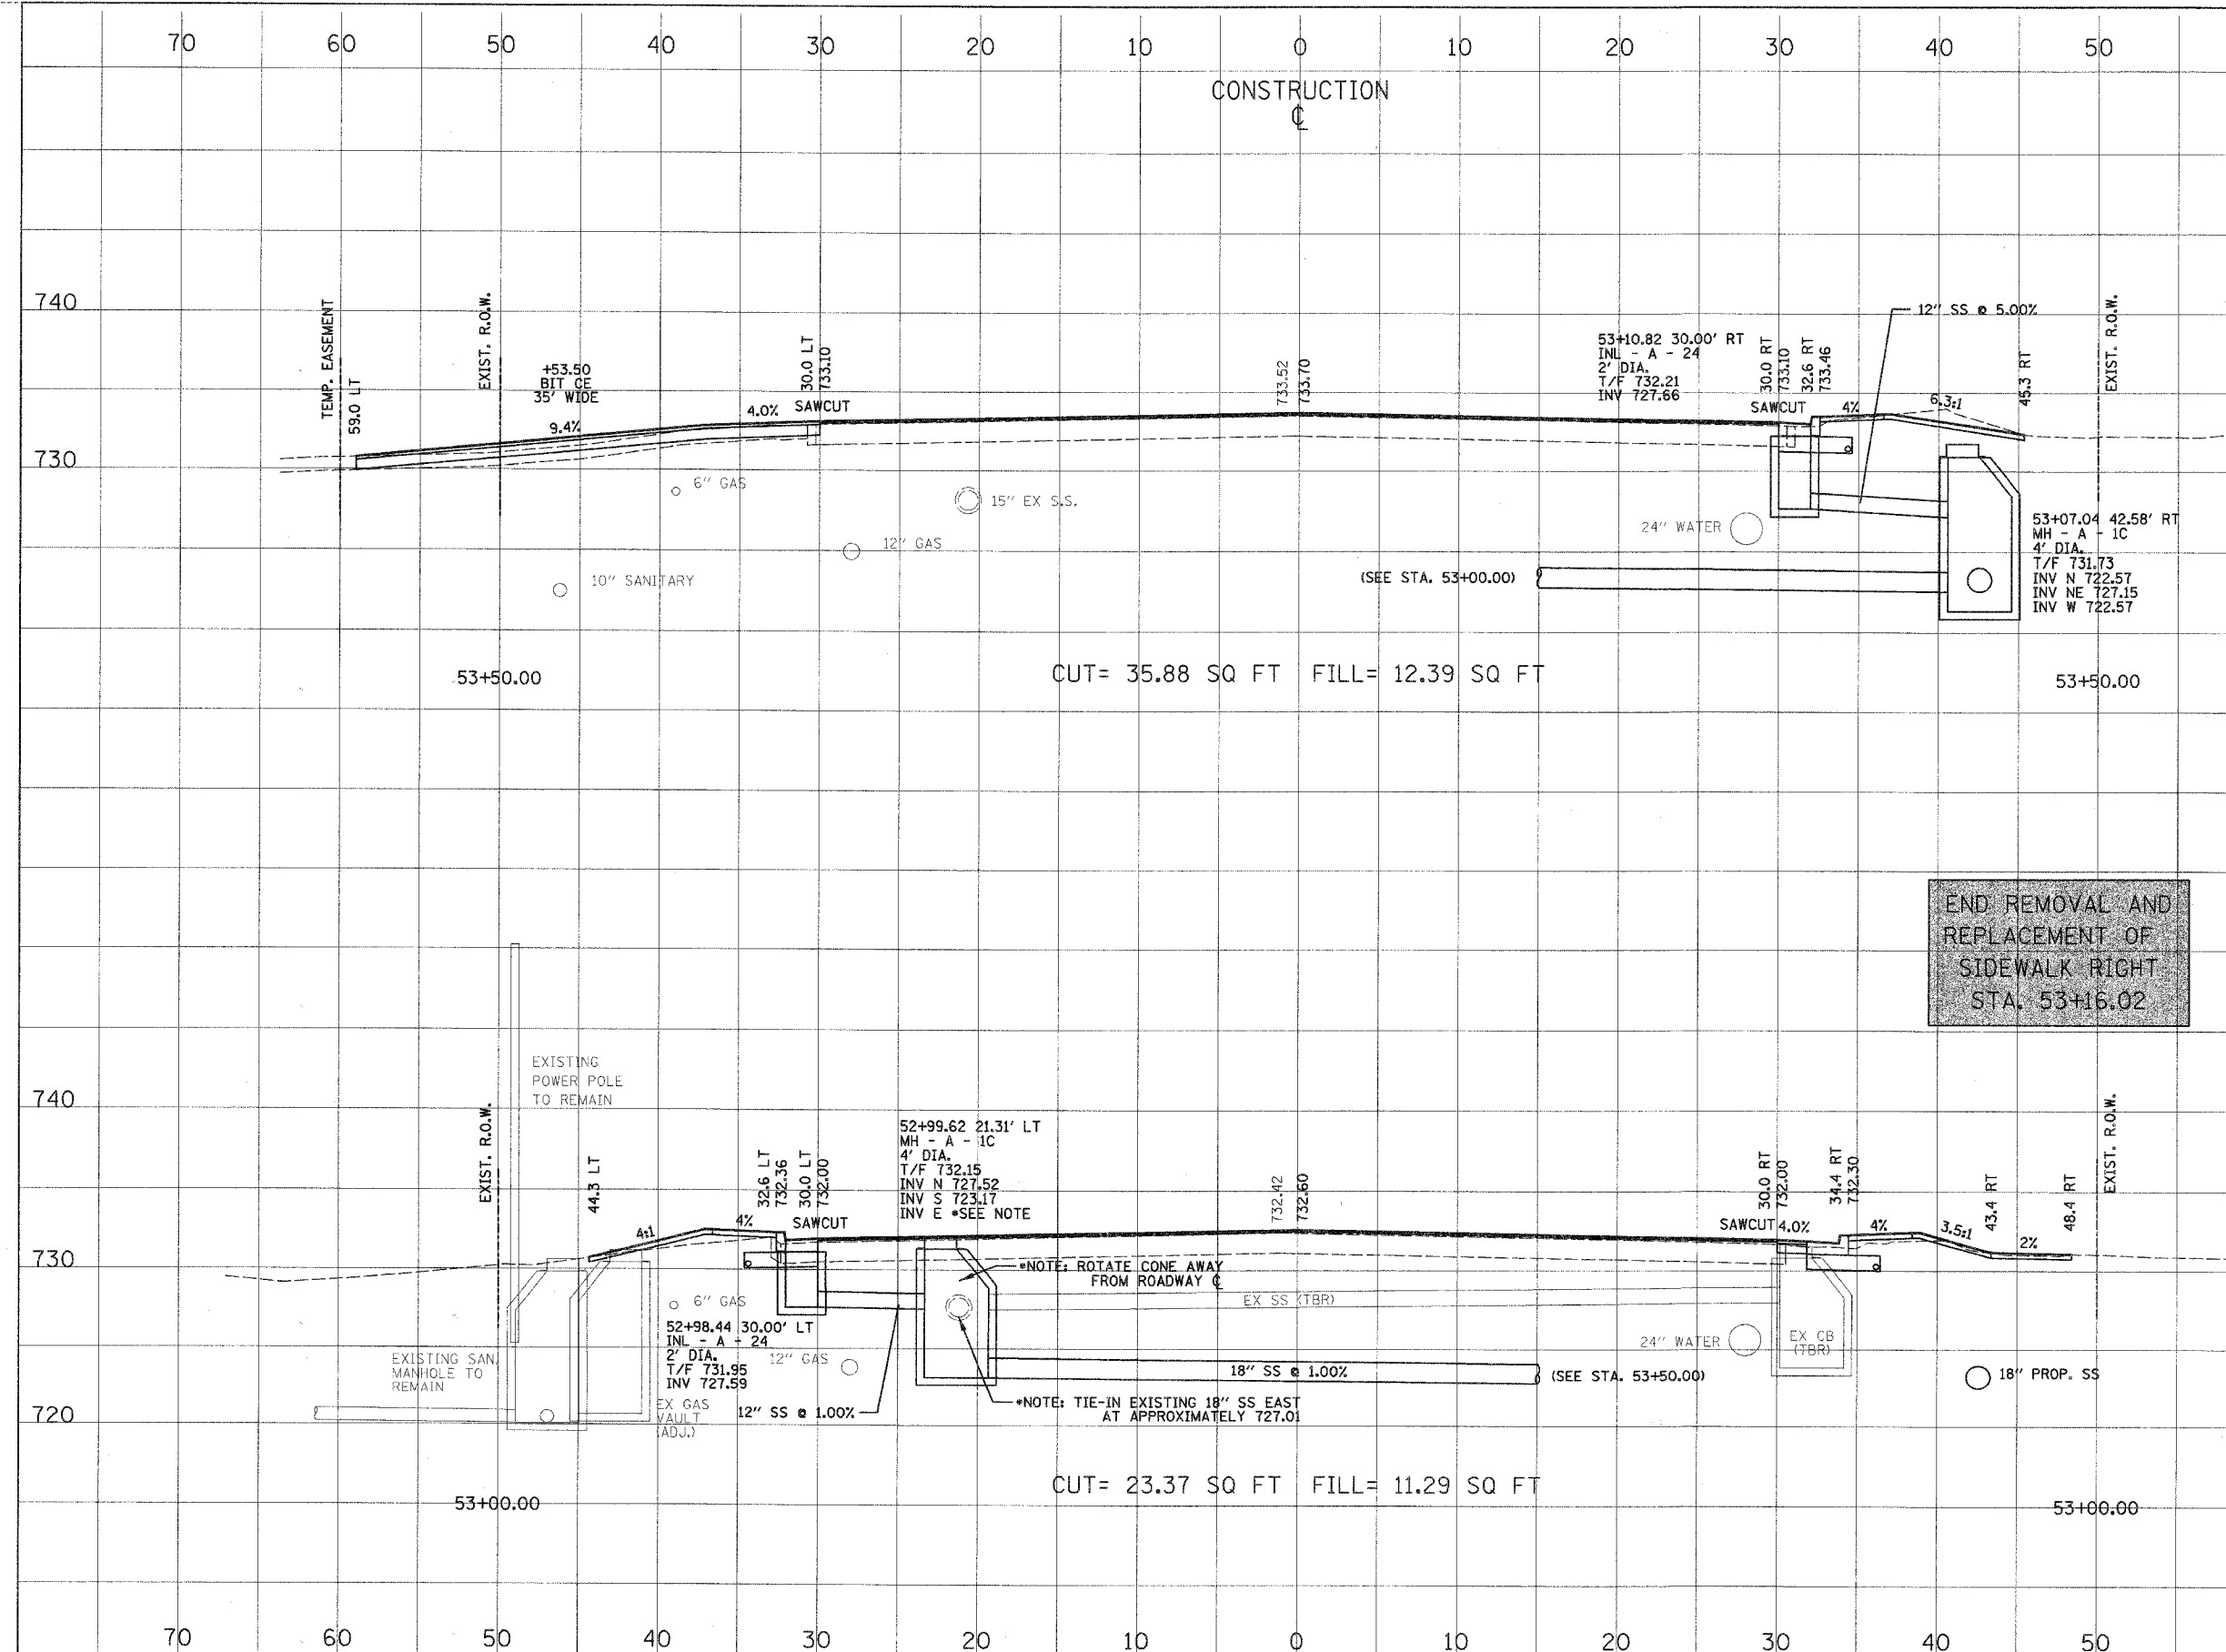 70 60 50 40 30 20 10 0 10 20 30 40 50
CONSTRUCTION
℄
740
TEMP. EASEMENT
59.0 LT
EXIST. R.O.W.
+53.50
BIT CE
35' WIDE
9.4%
4.0%
30.0 LT
733.10
SAWCUT
733.52
733.70
53+10.82 30.00' RT
INL - A - 24
2' DIA.
T/F 732.21
INV 727.66
30.0 RT
733.10
32.6 RT
733.46
SAWCUT
4%
12" SS @ 5.00%
6.3:1
45.3 RT
EXIST. R.O.W.
730
6" GAS
15" EX S.S.
12" GAS
10" SANITARY
24" WATER
(SEE STA. 53+00.00)
53+07.04 42.58' RT
MH - A - 1C
4' DIA.
T/F 731.73
INV N 722.57
INV NE 727.15
INV W 722.57
53+50.00
CUT= 35.88 SQ FT FILL= 12.39 SQ FT
53+50.00
END REMOVAL AND
REPLACEMENT OF
SIDEWALK RIGHT
STA. 53+16.02
740
EXIST. R.O.W.
EXISTING
POWER POLE
TO REMAIN
44.3 LT
4:1
4%
32.6 LT
732.36
30.0 LT
732.00
SAWCUT
52+99.62 21.31' LT
MH - A - 1C
4' DIA.
T/F 732.15
INV N 727.52
INV S 723.17
INV E *SEE NOTE
732.42
732.60
30.0 RT
732.00
SAWCUT
4.0%
34.4 RT
732.30
4%
3.5:1
43.4 RT
2%
48.4 RT
EXIST. R.O.W.
730
*NOTE: ROTATE CONE AWAY
FROM ROADWAY ℄
EX SS (TBR)
6" GAS
52+98.44 30.00' LT
INL - A - 24
2' DIA.
T/F 731.95
INV 727.59
12" GAS
24" WATER
EX CB
(TBR)
EXISTING SAN.
MANHOLE TO
REMAIN
18" SS @ 1.00%
(SEE STA. 53+50.00)
18" PROP. SS
720
EX GAS
VAULT
(ADJ.)
12" SS @ 1.00%
*NOTE: TIE-IN EXISTING 18" SS EAST
AT APPROXIMATELY 727.01
53+00.00
CUT= 23.37 SQ FT FILL= 11.29 SQ FT
53+00.00
70 60 50 40 30 20 10 0 10 20 30 40 50